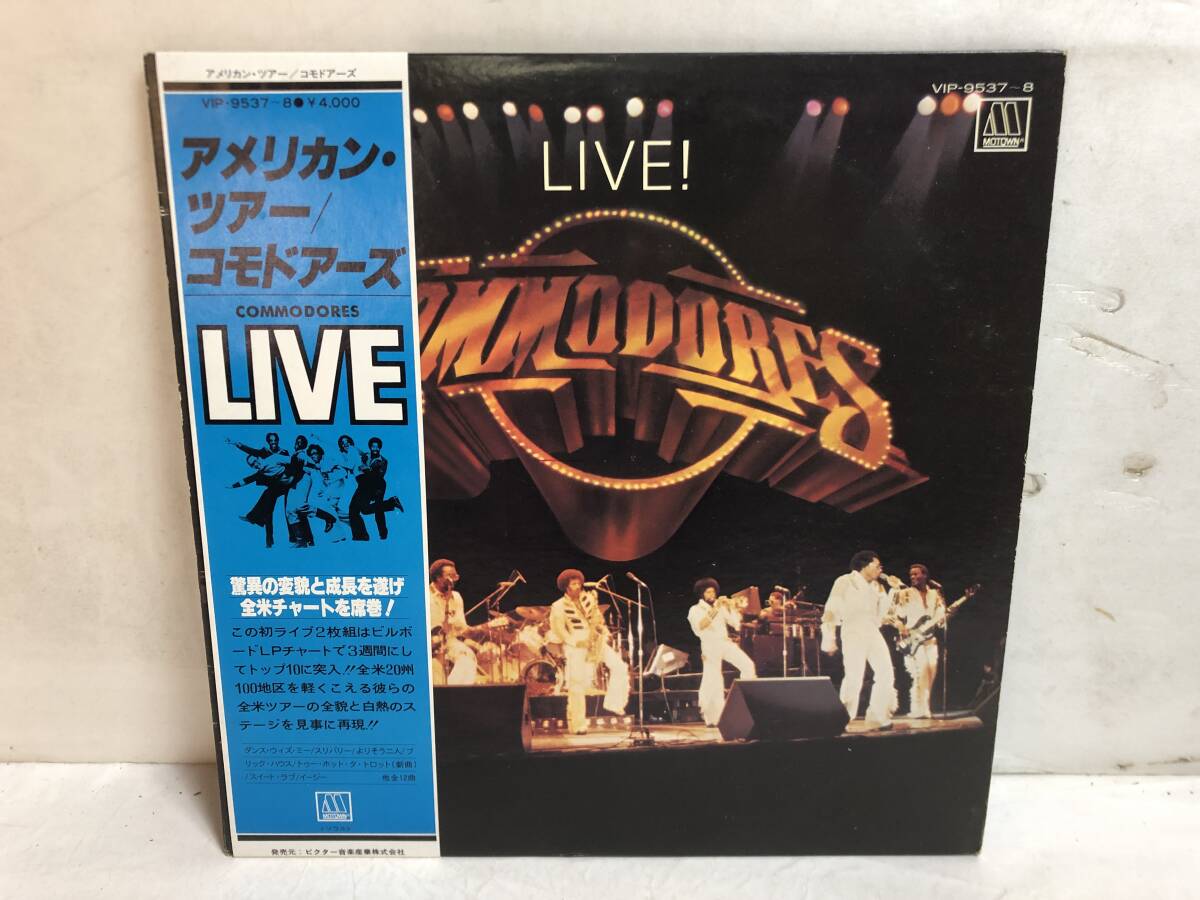 アメリカン・ツアー/コモドアーズ
VIP-9537~8●¥4,000
アメリカン・
ツアー/
コモドアーズ
COMMODORES
LIVE
驚異の変貌と成長を遂げ
全米チャートを席巻!
この初ライブ2枚組はビルボ
ードLPチャートで3週間にし
てトップ10に突入!!全米20州
100地区を軽くこえる彼らの
全米ツアーの全貌と白熱のス
テージを見事に再現!!
ダンス・ウィズ・ミー/スリパリー/よりそう二人/ブ
リック・ハウス/トゥー・ホット・タ・トロット(新曲)
/スイート・ラブ/イージー 他全12曲
MOTOWN
発売元:ビクター音楽産業株式会社
VIP-9537~8
MOTOWN
LIVE!
OMMODORES